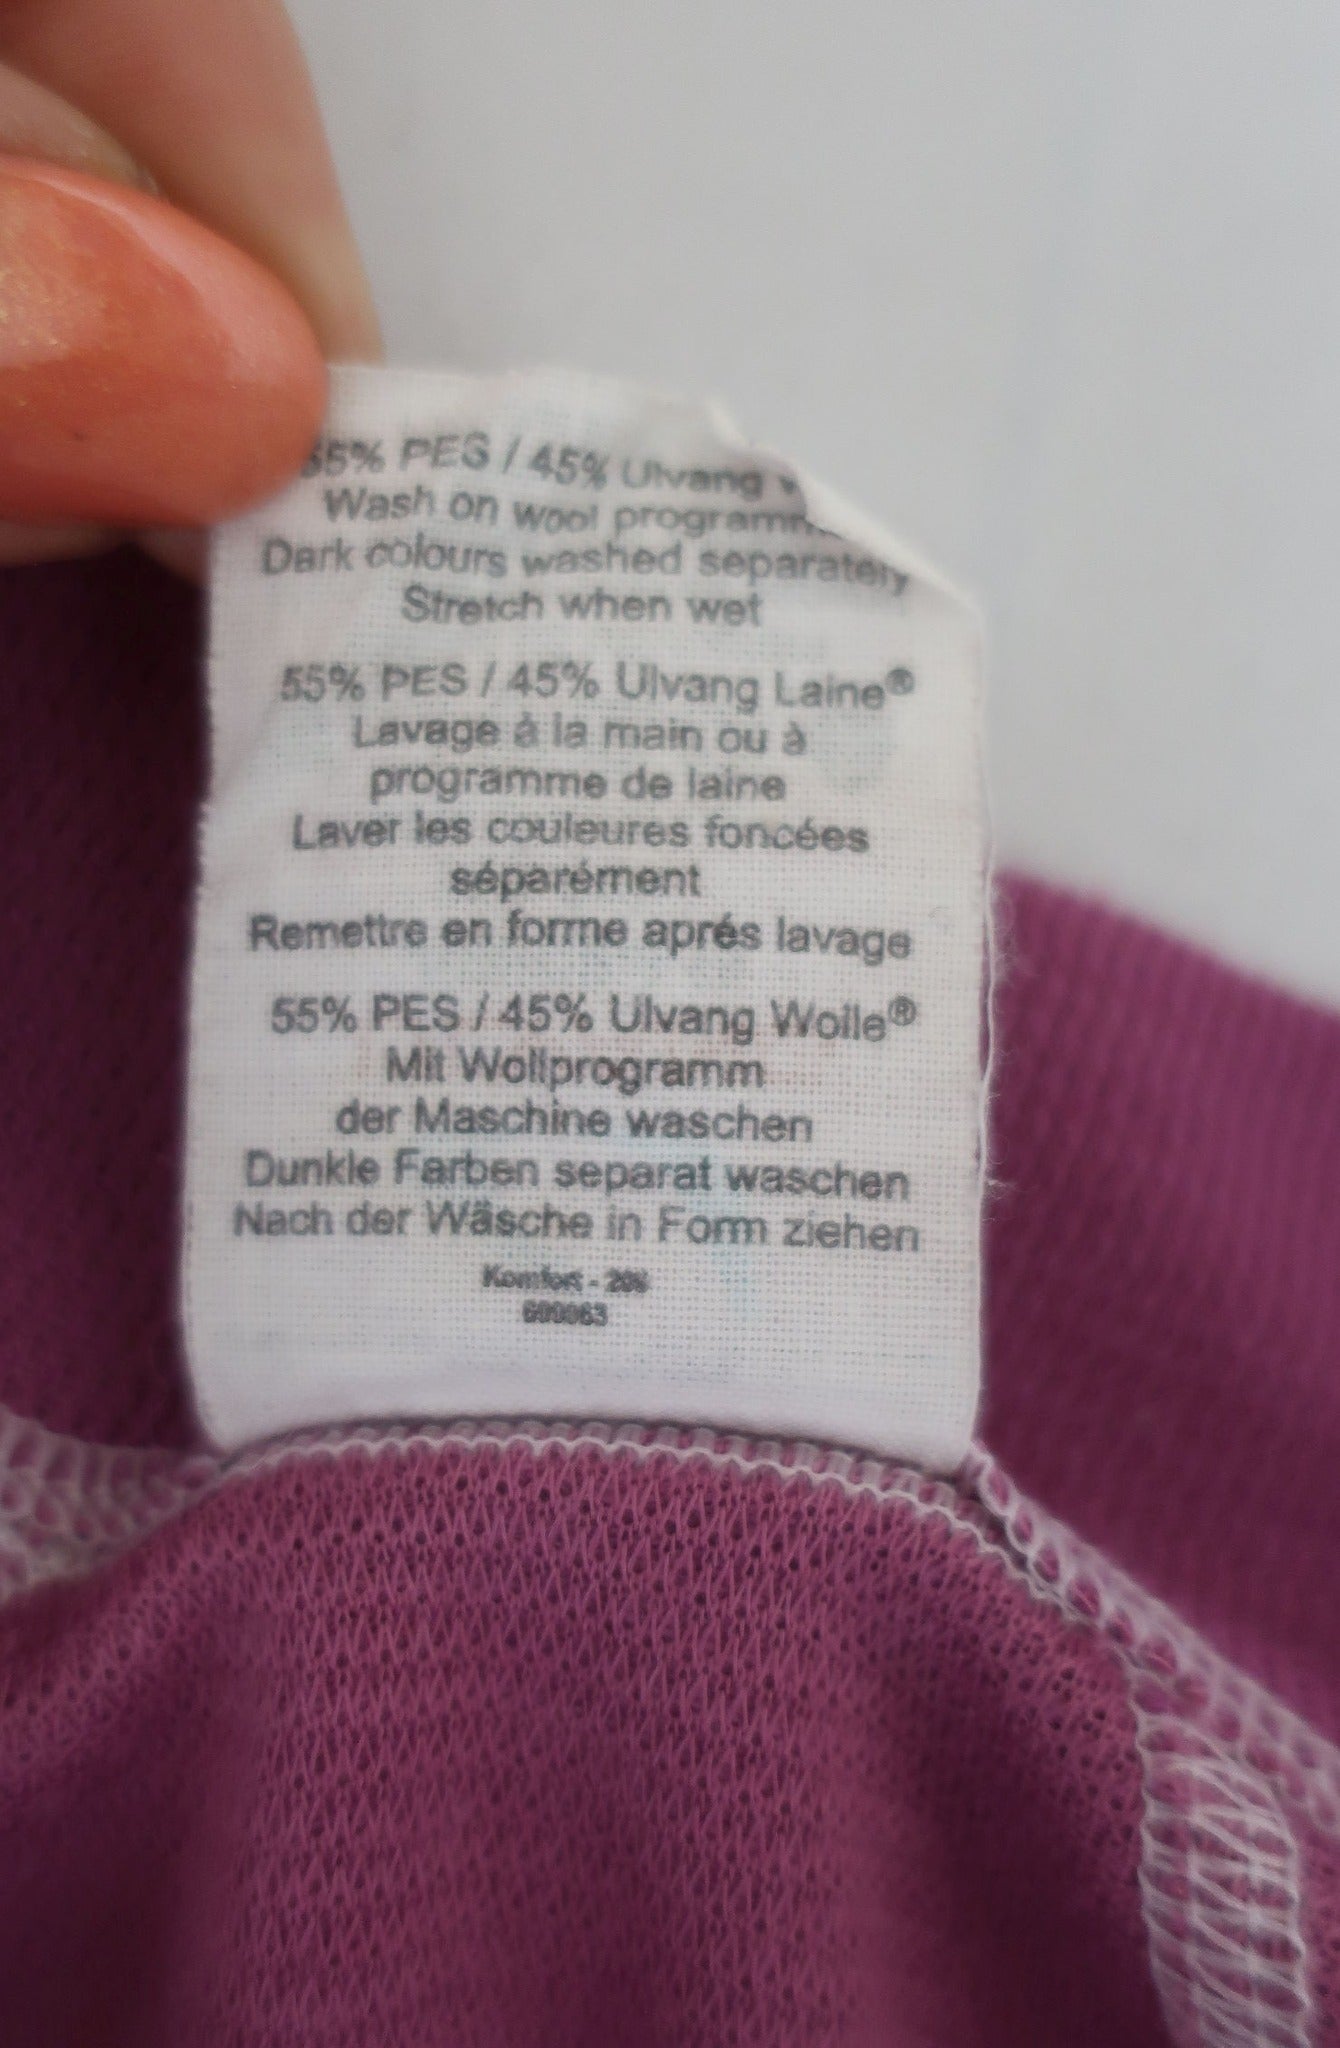 55% PES / 45% Ulvang
Wash on wool programm
Dark colours washed separately
Stretch when wet
55% PES / 45% Ulvang Laine®
Lavage à la main ou à
programme de laine
Laver les couleures foncées
séparément
Remettre en forme aprés lavage
55% PES / 45% Ulvang Wolle®
Mit Wollprogramm
der Maschine waschen
Dunkle Farben separat waschen
Nach der Wäsche in Form ziehen
Komfort -
600063